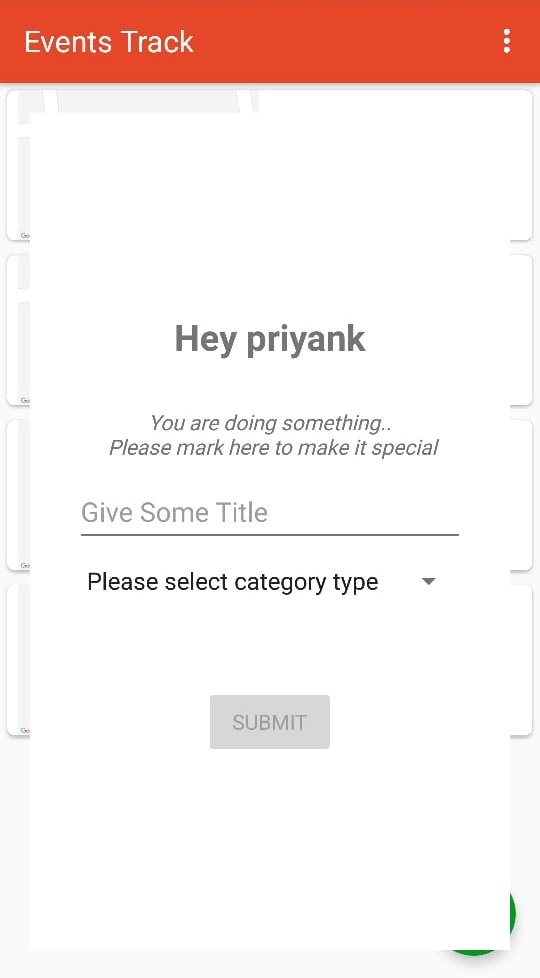 Events Track
Hey priyank
You are doing something..
Please mark here to make it special
Give Some Title
Please select category type
SUBMIT